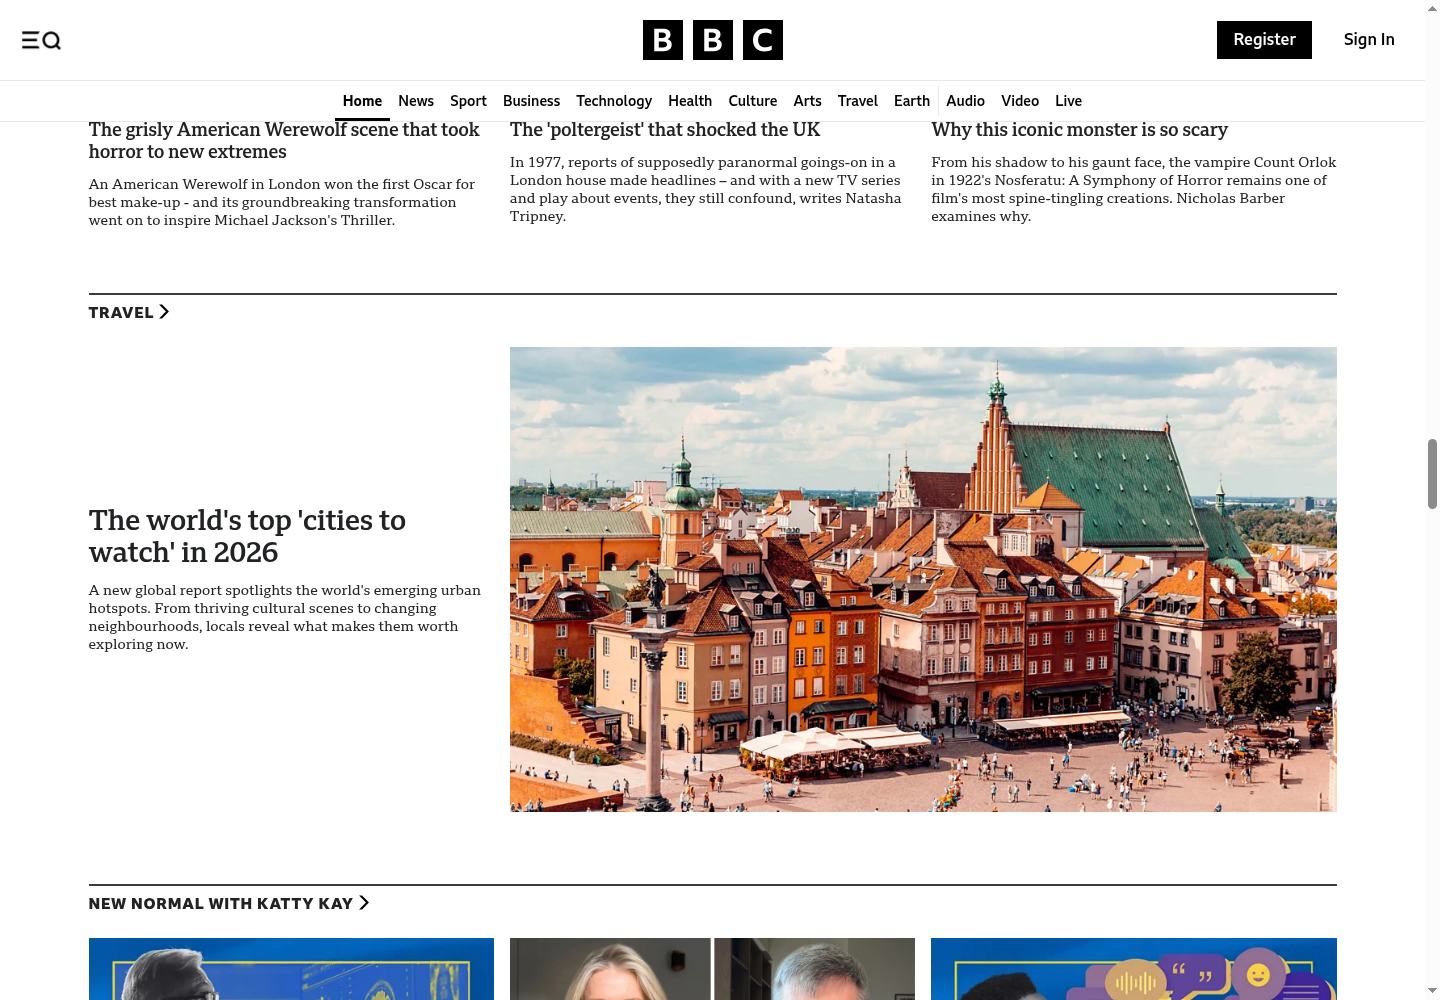 BBC
Register
Sign In
Home
News
Sport
Business
Technology
Health
Culture
Arts
Travel
Earth
Audio
Video
Live
The grisly American Werewolf scene that took
horror to new extremes
An American Werewolf in London won the first Oscar for
best make-up - and its groundbreaking transformation
went on to inspire Michael Jackson's Thriller.
The 'poltergeist' that shocked the UK
In 1977, reports of supposedly paranormal goings-on in a
London house made headlines – and with a new TV series
and play about events, they still confound, writes Natasha
Tripney.
Why this iconic monster is so scary
From his shadow to his gaunt face, the vampire Count Orlok
in 1922's Nosferatu: A Symphony of Horror remains one of
film's most spine-tingling creations. Nicholas Barber
examines why.
TRAVEL
The world's top 'cities to
watch' in 2026
A new global report spotlights the world's emerging urban
hotspots. From thriving cultural scenes to changing
neighbourhoods, locals reveal what makes them worth
exploring now.
NEW NORMAL WITH KATTY KAY